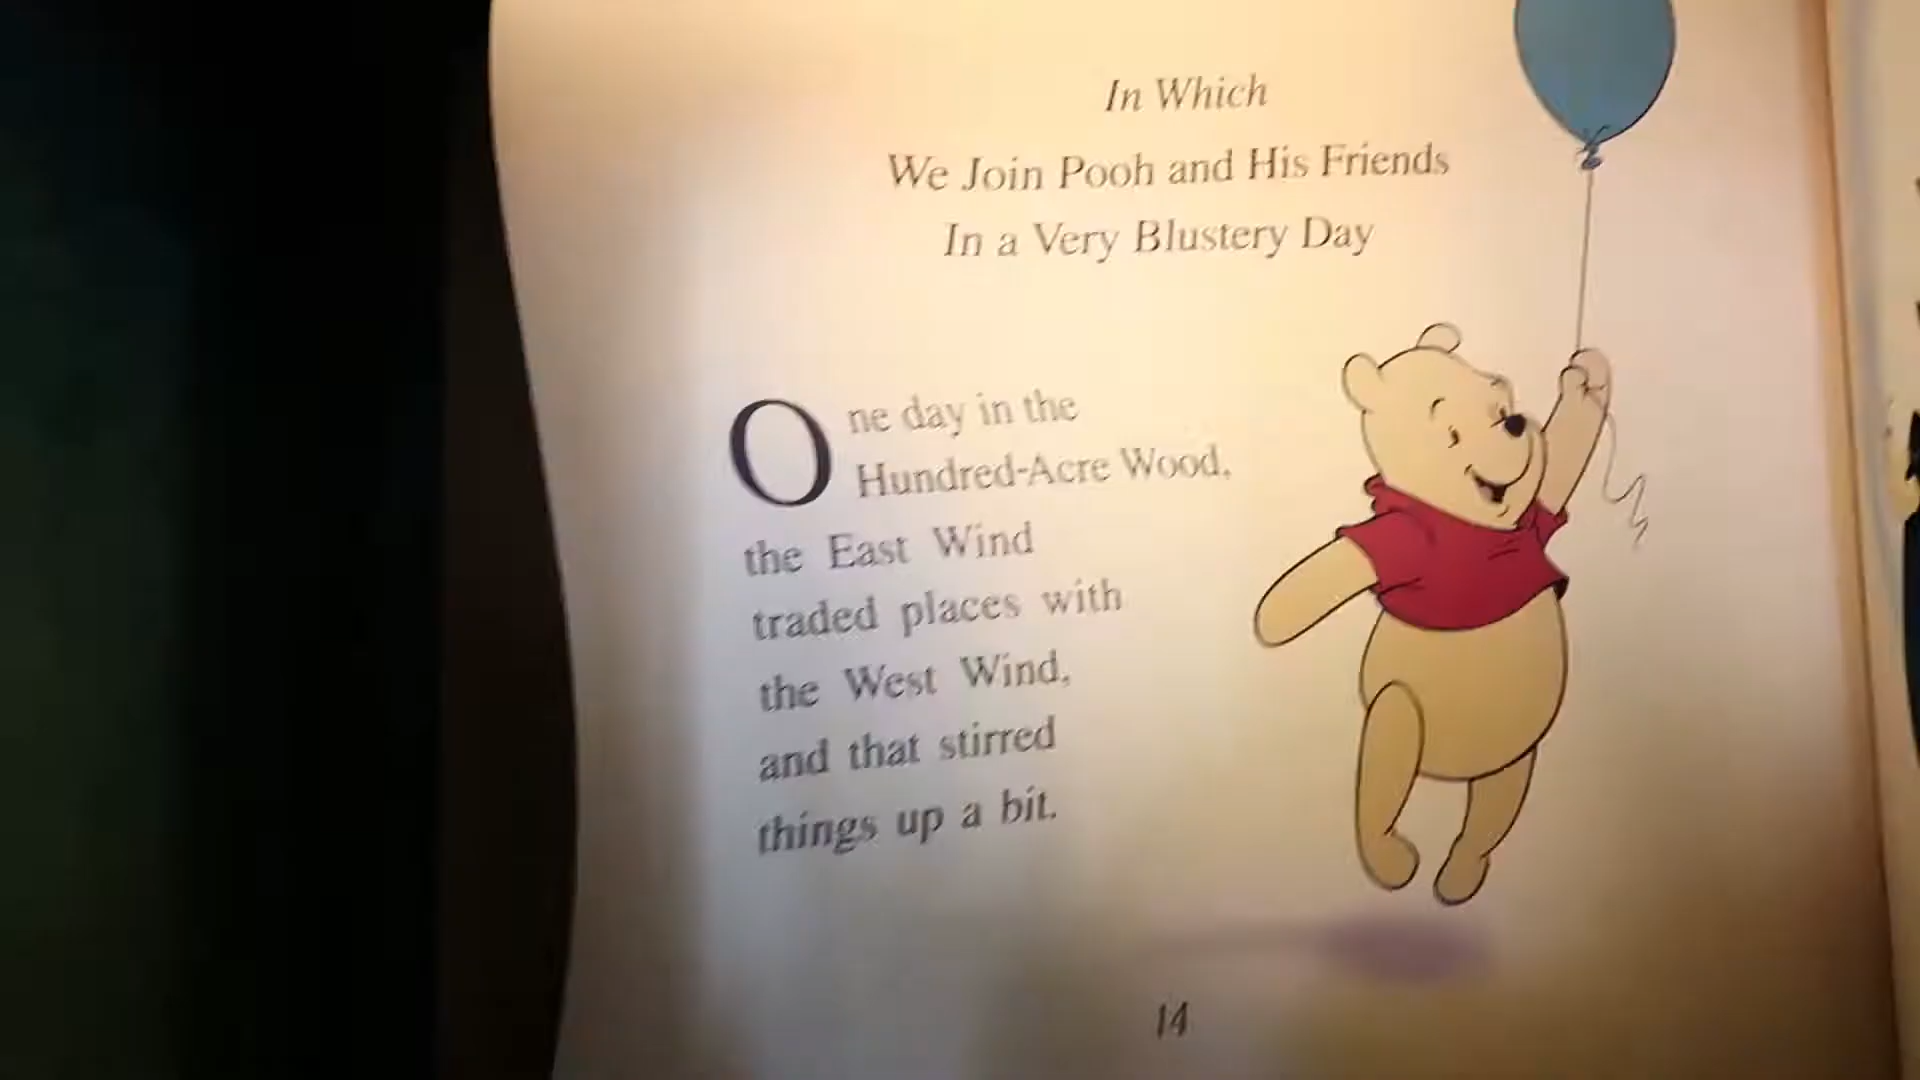 In Which
We Join Pooh and His Friends
In a Very Blustery Day
One day in the
Hundred-Acre Wood,
the East Wind
traded places with
the West Wind,
and that stirred
things up a bit.
14